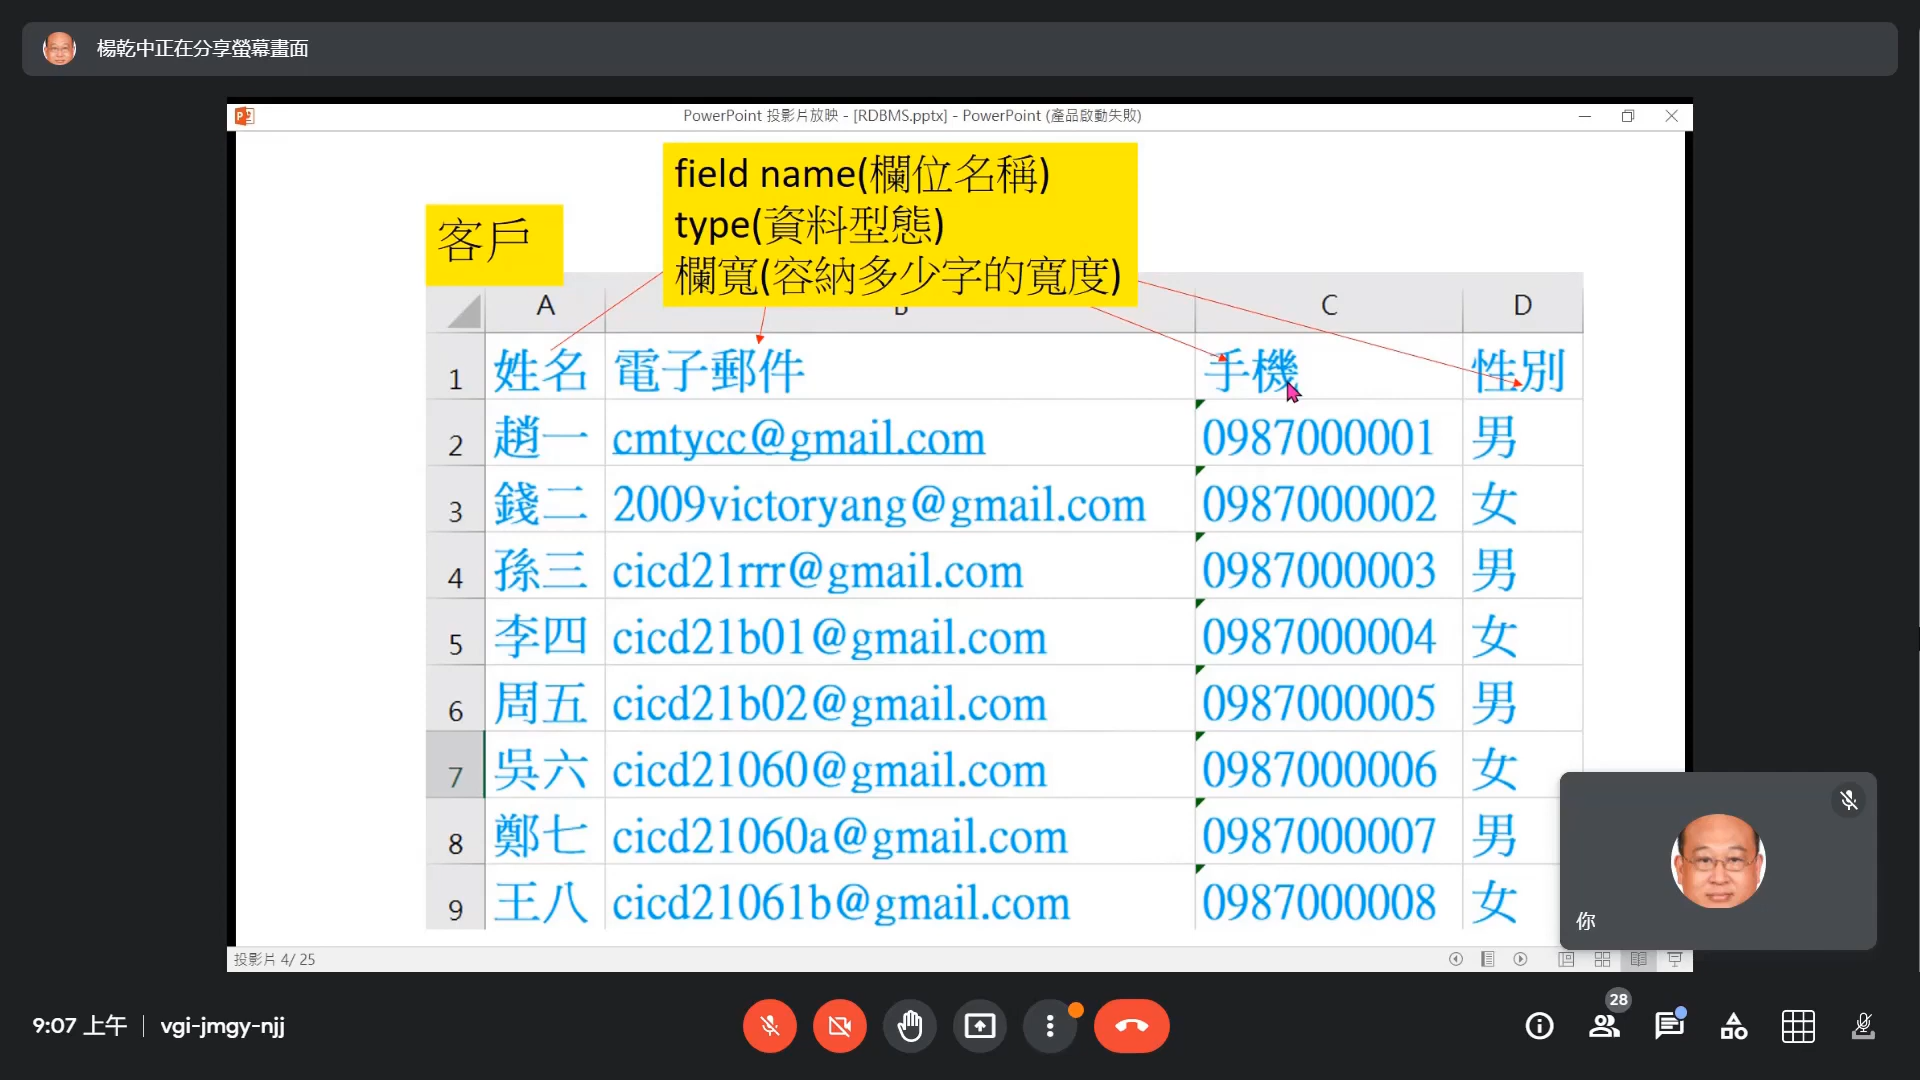 楊乾中正在分享螢幕畫面
PowerPoint 投影片放映 - [RDBMS.pptx] - PowerPoint (產品啟動失敗)
field name(欄位名稱)
type(資料型態)
欄寬(容納多少字的寬度)
客戶
A B C D
1 姓名 電子郵件 手機 性別
2 趙一 cmtycc@gmail.com 0987000001 男
3 錢二 2009victoryang@gmail.com 0987000002 女
4 孫三 cicd21rrr@gmail.com 0987000003 男
5 李四 cicd21b01@gmail.com 0987000004 女
6 周五 cicd21b02@gmail.com 0987000005 男
7 吳六 cicd21060@gmail.com 0987000006 女
8 鄭七 cicd21060a@gmail.com 0987000007 男
9 王八 cicd21061b@gmail.com 0987000008 女
你
投影片 4/ 25
9:07 上午 vgi-jmgy-njj
28